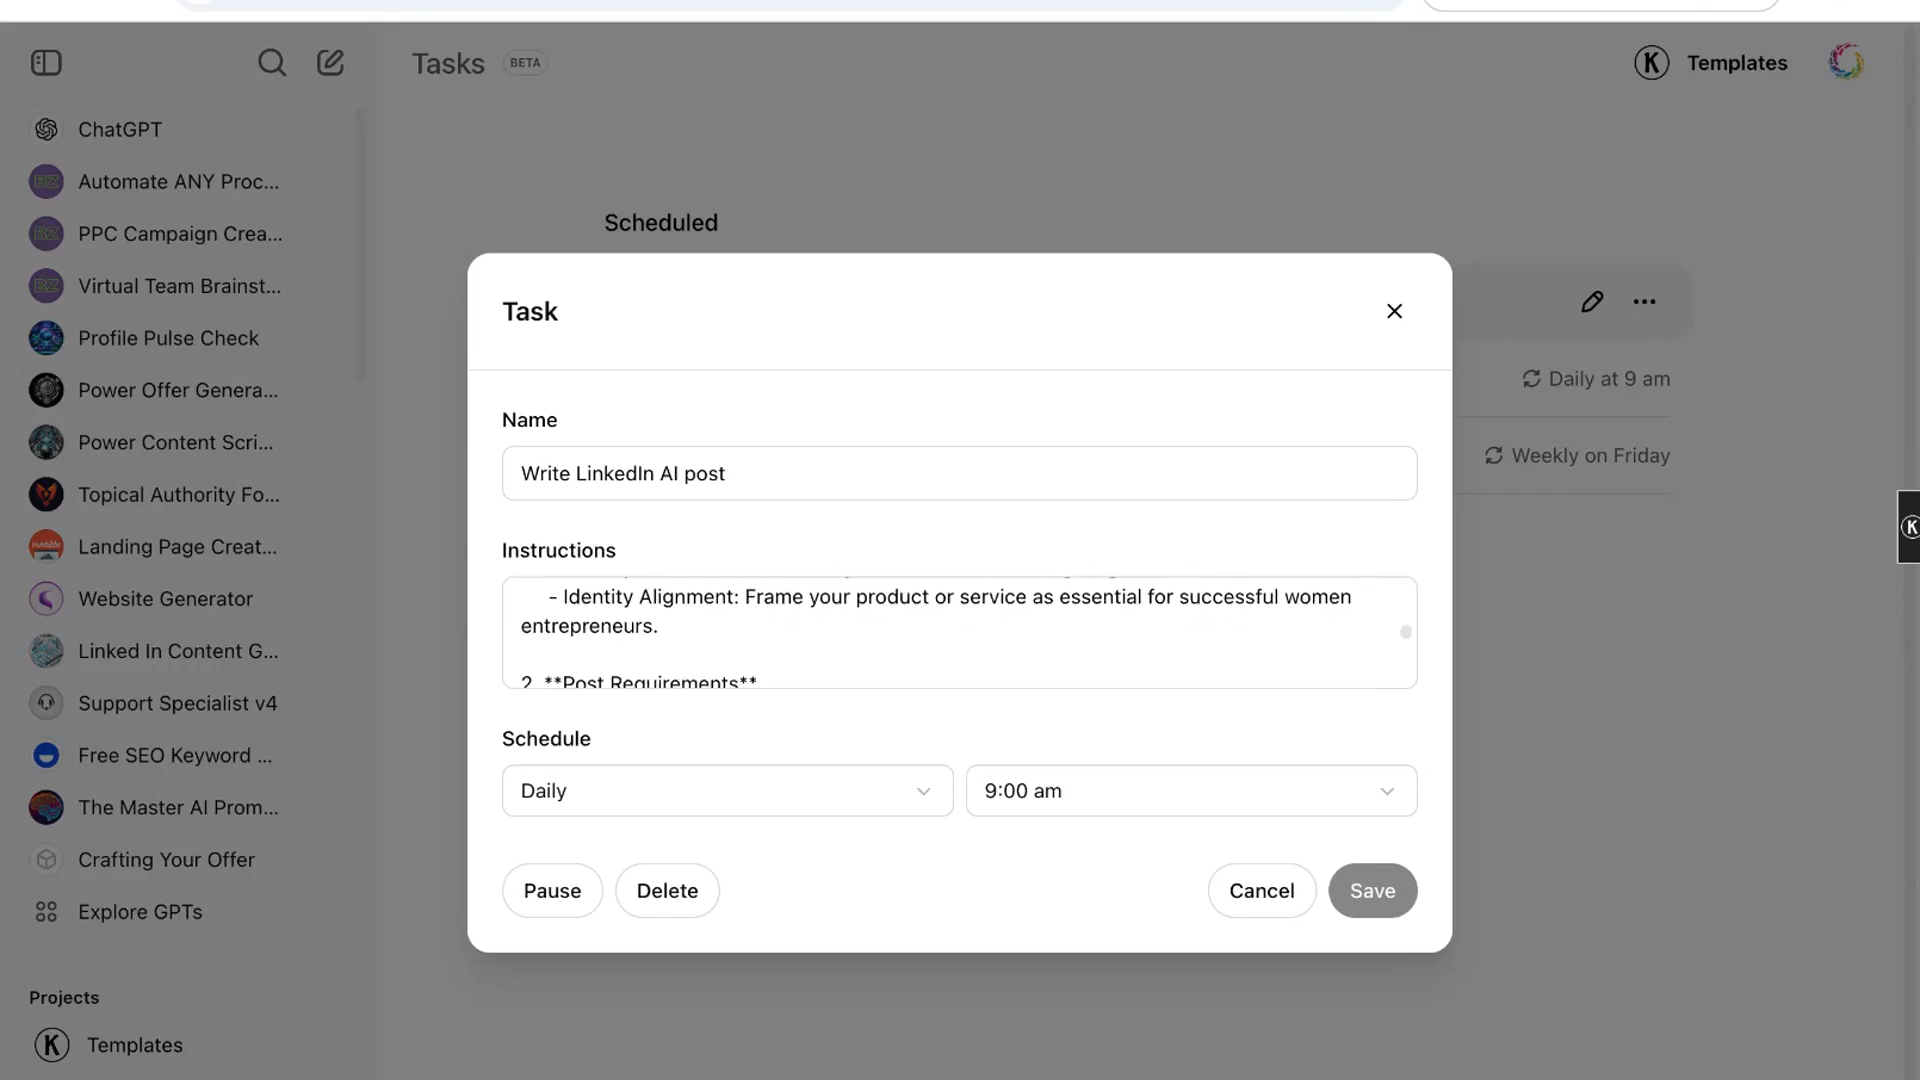 Tasks
BETA
K
Templates
ChatGPT
Automate ANY Proc...
PPC Campaign Crea...
Virtual Team Brainst...
Profile Pulse Check
Power Offer Genera...
Power Content Scri...
Topical Authority Fo...
Landing Page Creat...
Website Generator
Linked In Content G...
Support Specialist v4
Free SEO Keyword ...
The Master AI Prom...
Crafting Your Offer
Explore GPTs
Projects
K Templates
Scheduled
Daily at 9 am
Weekly on Friday
Task
Name
Write LinkedIn AI post
Instructions
- Identity Alignment: Frame your product or service as essential for successful women
entrepreneurs.
2. **Post Requirements**
Schedule
Daily
9:00 am
Pause
Delete
Cancel
Save
K